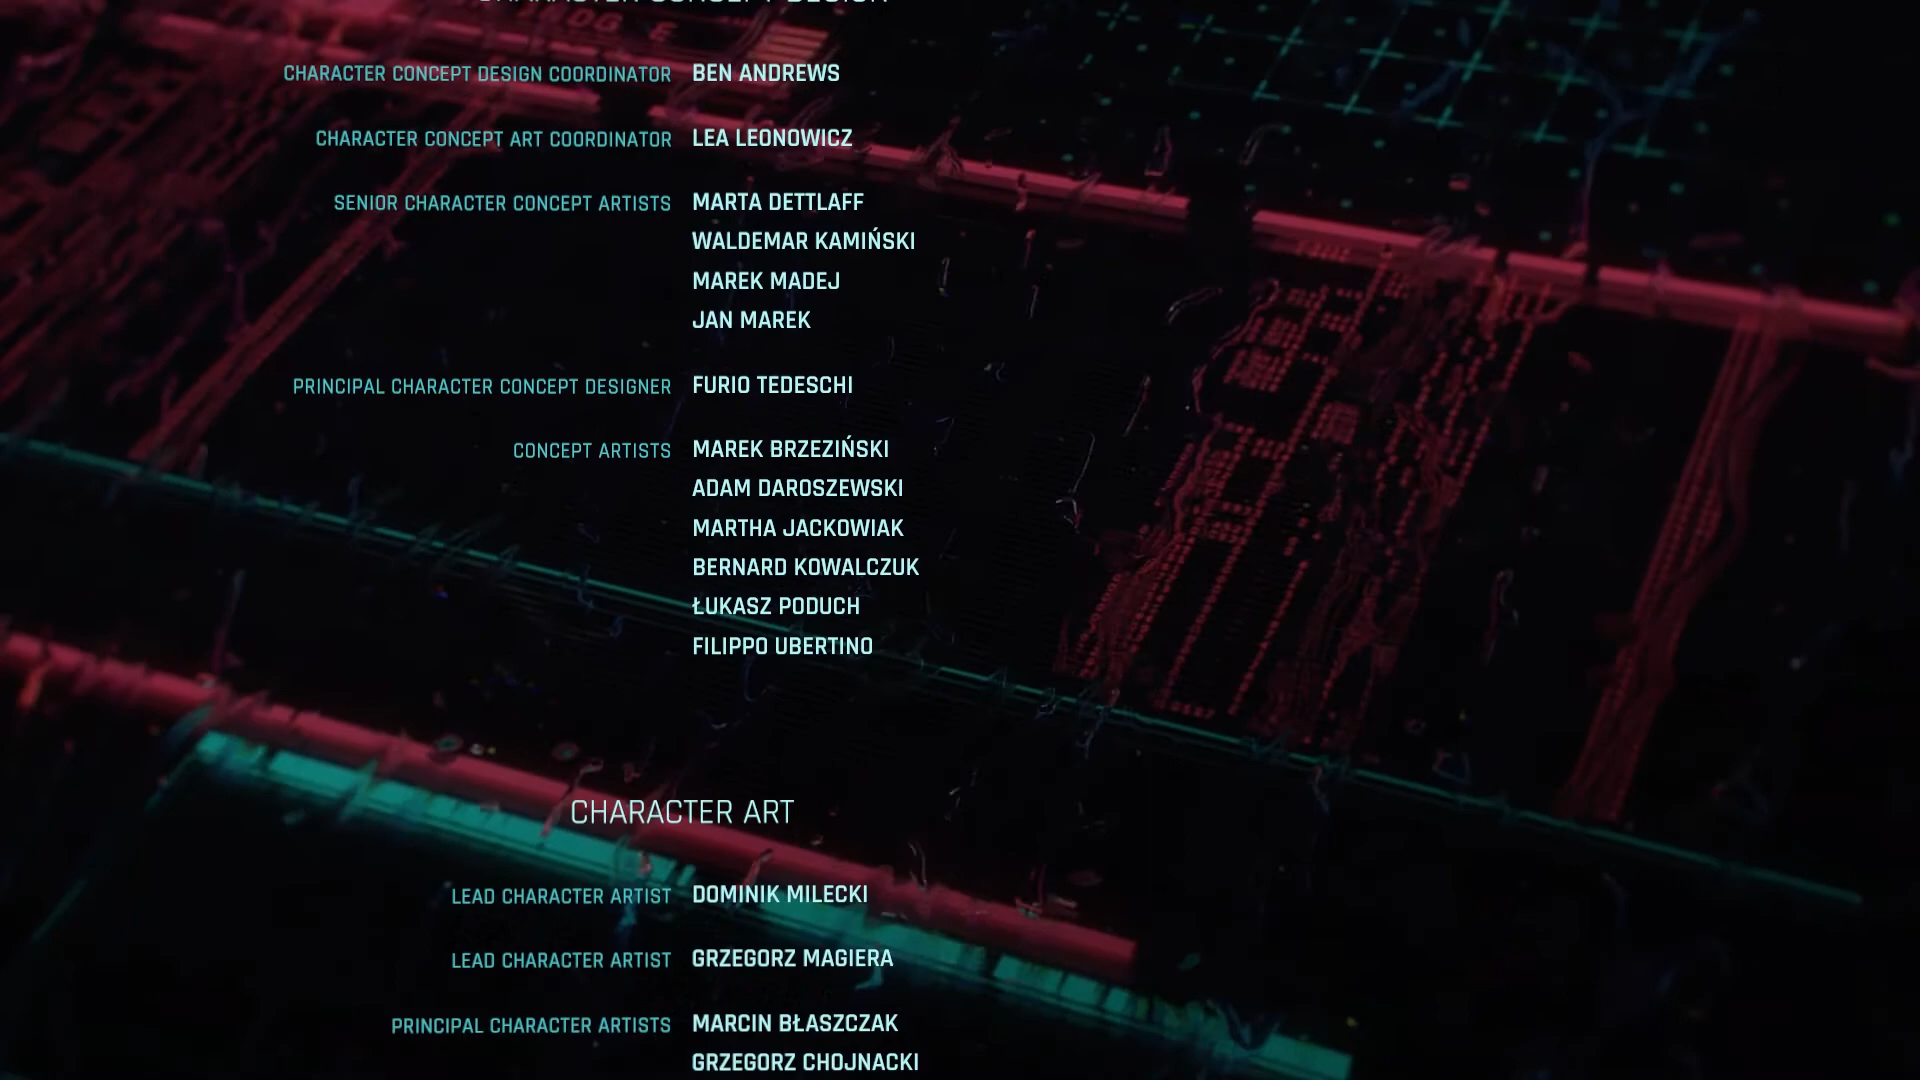 CHARACTER CONCEPT DESIGN
CHARACTER CONCEPT DESIGN COORDINATOR BEN ANDREWS
CHARACTER CONCEPT ART COORDINATOR LEA LEONOWICZ
SENIOR CHARACTER CONCEPT ARTISTS MARTA DETTLAFF
WALDEMAR KAMIŃSKI
MAREK MADEJ
JAN MAREK
PRINCIPAL CHARACTER CONCEPT DESIGNER FURIO TEDESCHI
CONCEPT ARTISTS MAREK BRZEZIŃSKI
ADAM DAROSZEWSKI
MARTHA JACKOWIAK
BERNARD KOWALCZUK
ŁUKASZ PODUCH
FILIPPO UBERTINO
CHARACTER ART
LEAD CHARACTER ARTIST DOMINIK MILECKI
LEAD CHARACTER ARTIST GRZEGORZ MAGIERA
PRINCIPAL CHARACTER ARTISTS MARCIN BŁASZCZAK
GRZEGORZ CHOJNACKI